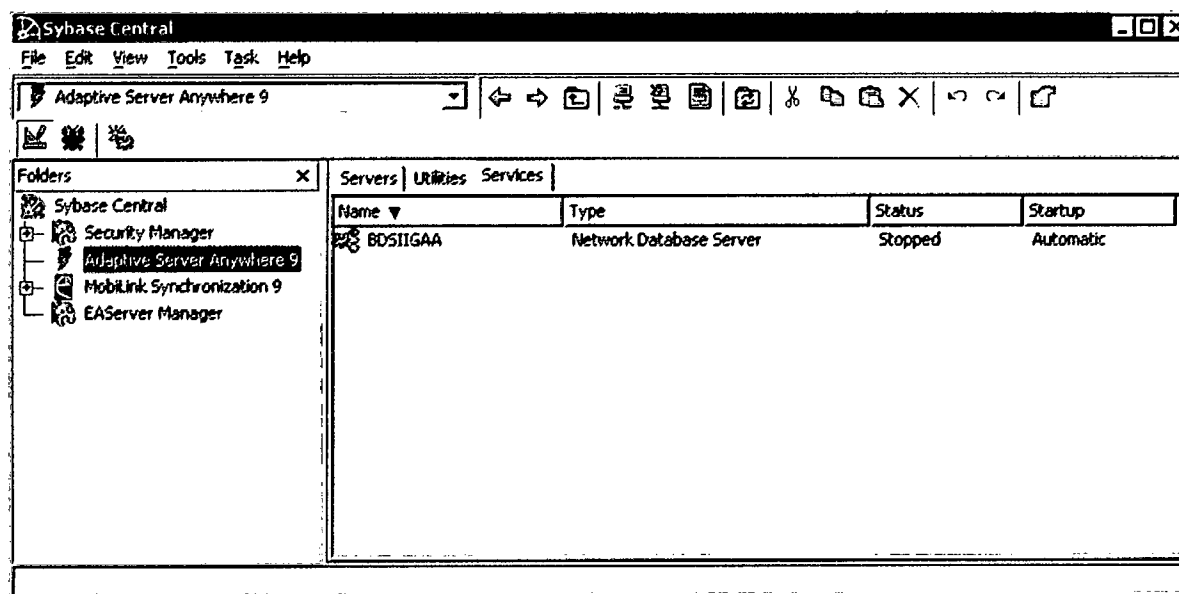 Sybase Central
File Edit View Tools Task Help
Adaptive Server Anywhere 9
Folders
Servers Utilities Services
Sybase Central
Security Manager
Adaptive Server Anywhere 9
MobiLink Synchronization 9
EAServer Manager
Name Type Status Startup
BDSIIGAA Network Database Server Stopped Automatic